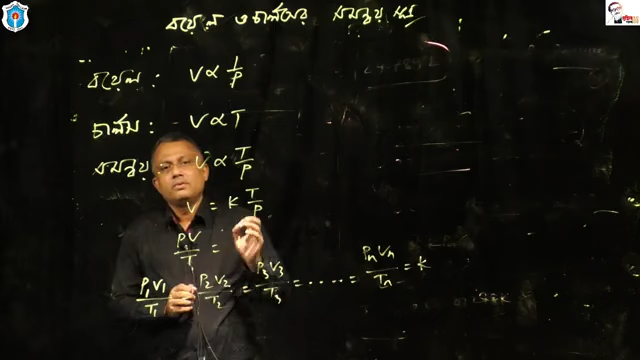 বয়েল ও চার্লসের সমন্বয় সূত্র
বয়েল : V ∝ 1/P
চার্লস : V ∝ T
সমন্বয় V ∝ T/P
V = K T/P
PV/T =
P₁V₁/T₁ = P₂V₂/T₂ = P₃V₃/T₃ = ..... = PₙVₙ/Tₙ = K